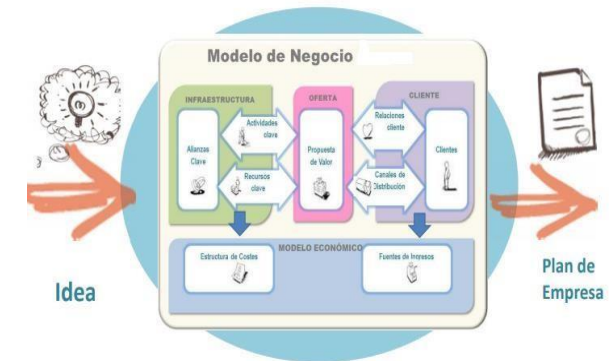 Modelo de Negocio
INFRAESTRUCTURA
OFERTA
CLIENTE
Alianzas
Clave
Actividades
clave
Recursos
clave
Propuesta
de Valor
Relaciones
cliente
Canales de
Distribución
Clientes
MODELO ECONÓMICO
Estructura de Costes
Fuentes de Ingresos
Idea
Plan de
Empresa